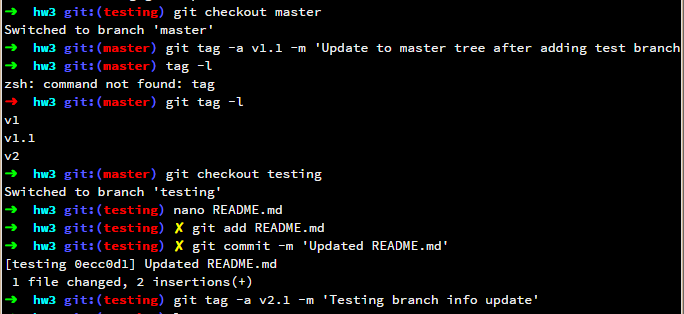 ➜ hw3 git:(testing) git checkout master
Switched to branch 'master'
➜ hw3 git:(master) git tag -a v1.1 -m 'Update to master tree after adding test branch
➜ hw3 git:(master) tag -l
zsh: command not found: tag
➜ hw3 git:(master) git tag -l
v1
v1.1
v2
➜ hw3 git:(master) git checkout testing
Switched to branch 'testing'
➜ hw3 git:(testing) nano README.md
➜ hw3 git:(testing) ✗ git add README.md
➜ hw3 git:(testing) ✗ git commit -m 'Updated README.md'
[testing 0ecc0d1] Updated README.md
 1 file changed, 2 insertions(+)
➜ hw3 git:(testing) git tag -a v2.1 -m 'Testing branch info update'